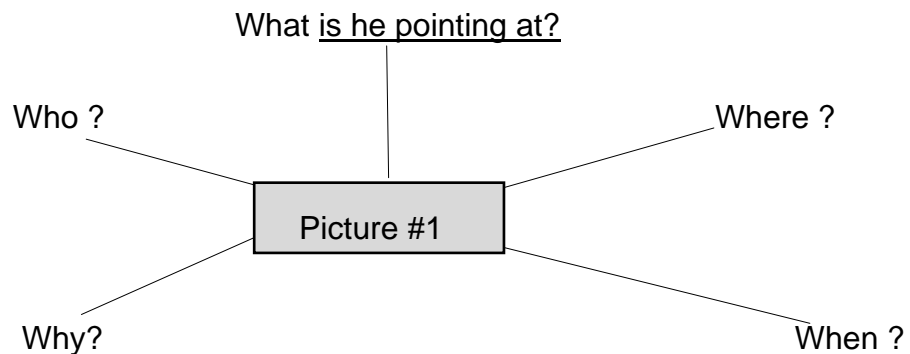 What is he pointing at?
Who ?
Where ?
Picture #1
Why?
When ?